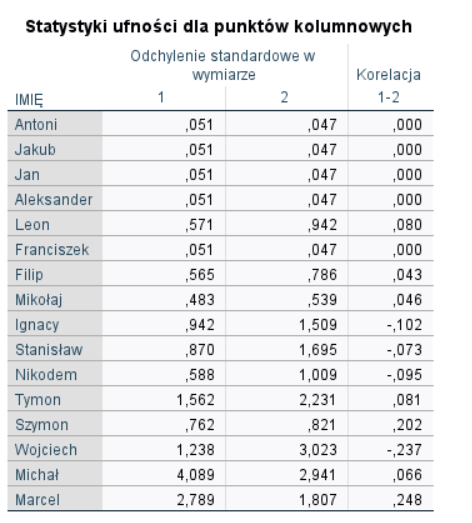 Statystyki ufności dla punktów kolumnowych
Odchylenie standardowe w
wymiarze
Korelacja
IMIĘ 1 2 1-2
Antoni ,051 ,047 ,000
Jakub ,051 ,047 ,000
Jan ,051 ,047 ,000
Aleksander ,051 ,047 ,000
Leon ,571 ,942 ,080
Franciszek ,051 ,047 ,000
Filip ,565 ,786 ,043
Mikołaj ,483 ,539 ,046
Ignacy ,942 1,509 -,102
Stanisław ,870 1,695 -,073
Nikodem ,588 1,009 -,095
Tymon 1,562 2,231 ,081
Szymon ,762 ,821 ,202
Wojciech 1,238 3,023 -,237
Michał 4,089 2,941 ,066
Marcel 2,789 1,807 ,248